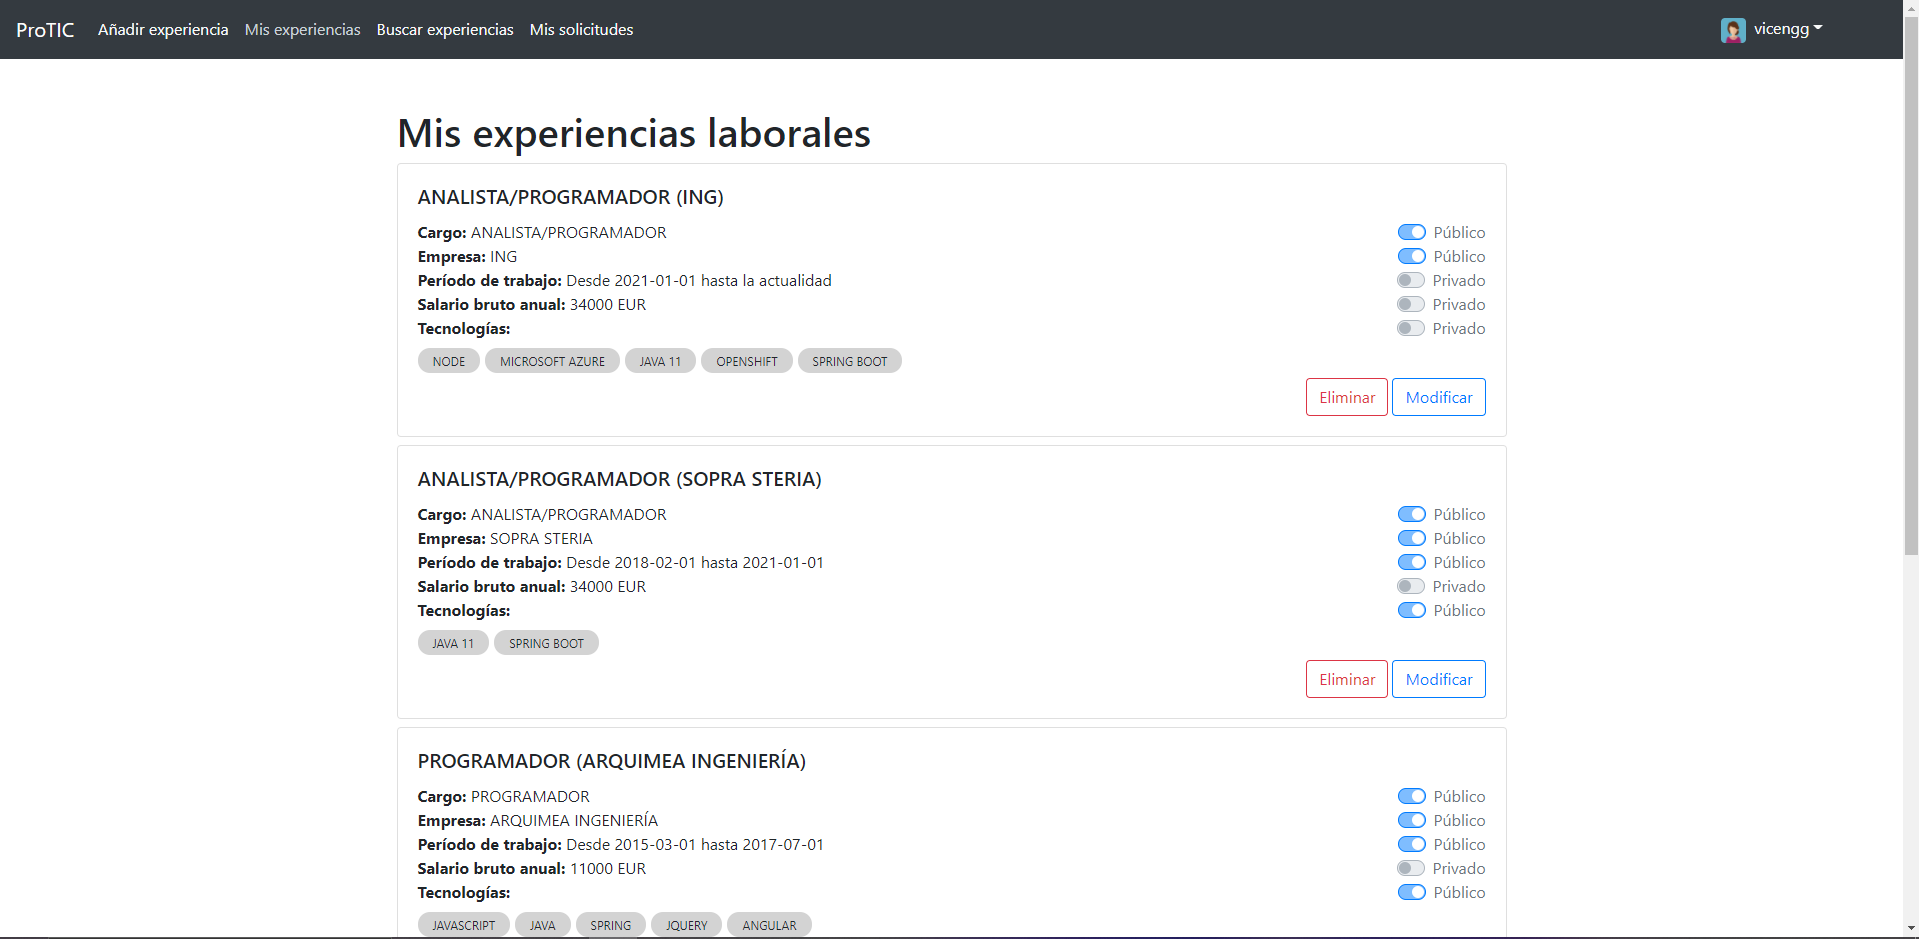 ProTIC Añadir experiencia Mis experiencias Buscar experiencias Mis solicitudes vicengg
Mis experiencias laborales
ANALISTA/PROGRAMADOR (ING)
Cargo: ANALISTA/PROGRAMADOR Público
Empresa: ING Público
Período de trabajo: Desde 2021-01-01 hasta la actualidad Privado
Salario bruto anual: 34000 EUR Privado
Tecnologías: Privado
NODE MICROSOFT AZURE JAVA 11 OPENSHIFT SPRING BOOT
Eliminar Modificar
ANALISTA/PROGRAMADOR (SOPRA STERIA)
Cargo: ANALISTA/PROGRAMADOR Público
Empresa: SOPRA STERIA Público
Período de trabajo: Desde 2018-02-01 hasta 2021-01-01 Público
Salario bruto anual: 34000 EUR Privado
Tecnologías: Público
JAVA 11 SPRING BOOT
Eliminar Modificar
PROGRAMADOR (ARQUIMEA INGENIERÍA)
Cargo: PROGRAMADOR Público
Empresa: ARQUIMEA INGENIERÍA Público
Período de trabajo: Desde 2015-03-01 hasta 2017-07-01 Público
Salario bruto anual: 11000 EUR Privado
Tecnologías: Público
JAVASCRIPT JAVA SPRING JQUERY ANGULAR